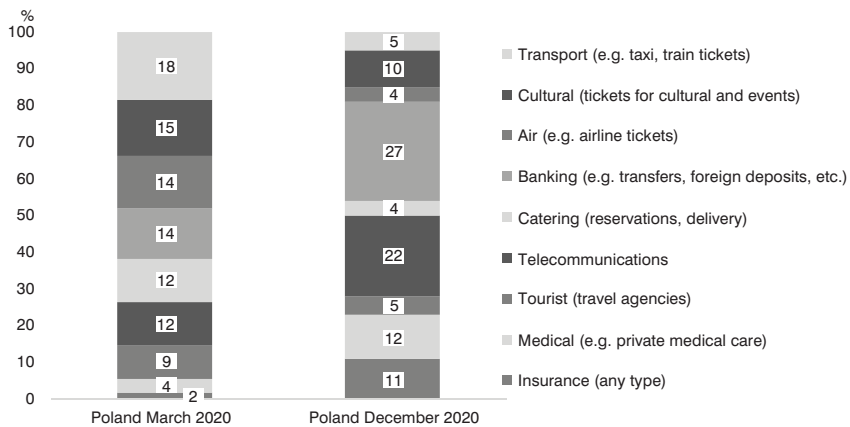 %
100
90
80
70
60
50
40
30
20
10
0
18
15
14
14
12
12
9
4
2
5
10
4
27
4
22
5
12
11
Poland March 2020
Poland December 2020
Transport (e.g. taxi, train tickets)
Cultural (tickets for cultural and events)
Air (e.g. airline tickets)
Banking (e.g. transfers, foreign deposits, etc.)
Catering (reservations, delivery)
Telecommunications
Tourist (travel agencies)
Medical (e.g. private medical care)
Insurance (any type)